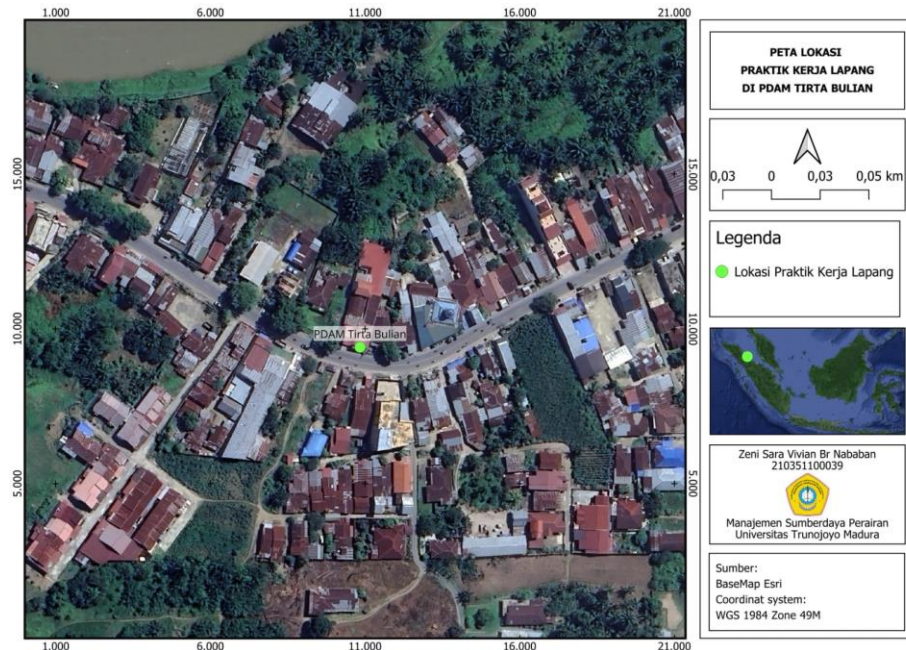 1.000 6.000 11.000 16.000 21.000
15.000 15.000
10.000 10.000
PDAM Tirta Bulian
5.000 5.000
1.000 6.000 11.000 16.000 21.000
PETA LOKASI
PRAKTIK KERJA LAPANG
DI PDAM TIRTA BULIAN
0,03 0 0,03 0,05 km
Legenda
Lokasi Praktik Kerja Lapang
Zeni Sara Vivian Br Nababan
210351100039
Manajemen Sumberdaya Perairan
Universitas Trunojoyo Madura
Sumber:
BaseMap Esri
Coordinat system:
WGS 1984 Zone 49M